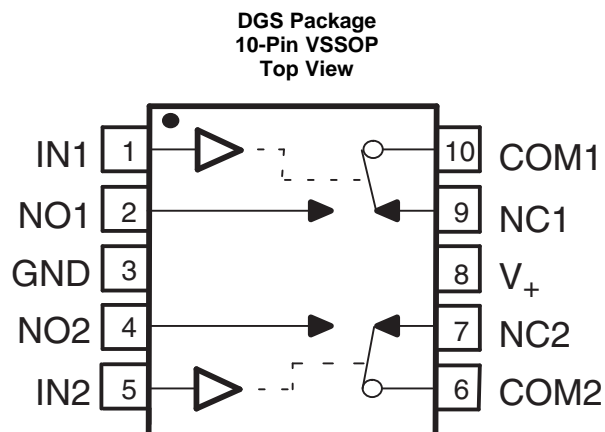 DGS Package
10-Pin VSSOP
Top View
IN1 1 10 COM1
NO1 2 9 NC1
GND 3 8 V+
NO2 4 7 NC2
IN2 5 6 COM2